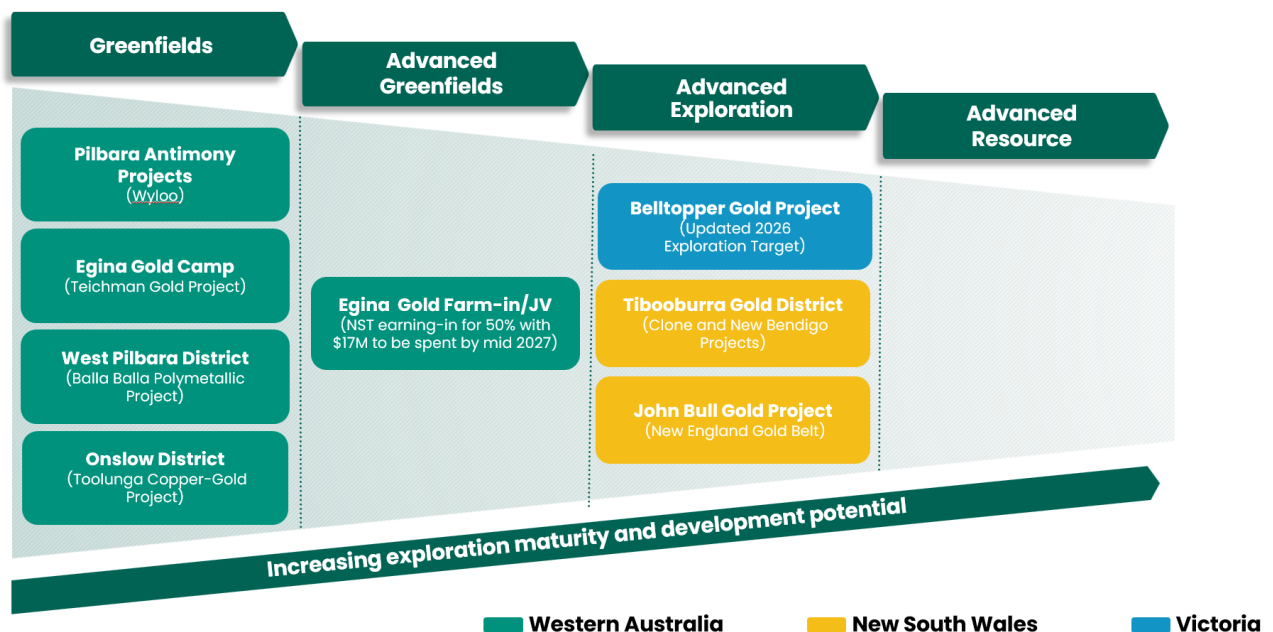 Greenfields
Advanced
Greenfields
Advanced
Exploration
Advanced
Resource
Pilbara Antimony
Projects
(Wyloo)
Egina Gold Camp
(Teichman Gold Project)
West Pilbara District
(Balla Balla Polymetallic
Project)
Onslow District
(Toolunga Copper-Gold
Project)
Egina Gold Farm-in/JV
(NST earning-in for 50% with
$17M to be spent by mid 2027)
Belltopper Gold Project
(Updated 2026
Exploration Target)
Tibooburra Gold District
(Clone and New Bendigo
Projects)
John Bull Gold Project
(New England Gold Belt)
Increasing exploration maturity and development potential
Western Australia
New South Wales
Victoria